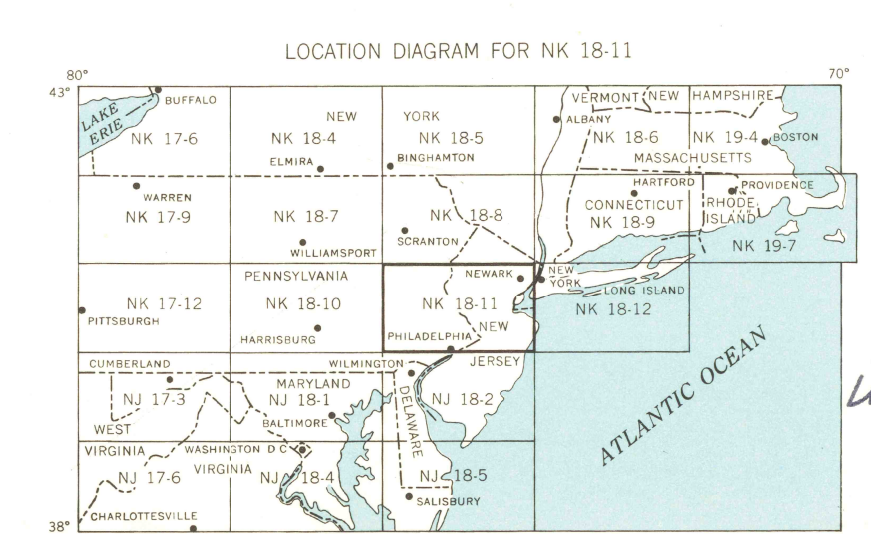 LOCATION DIAGRAM FOR NK 18-11
80°
70°
43°
BUFFALO
LAKE
ERIE
NK 17-6
NEW YORK
NK 18-4
NK 18-5
ELMIRA
BINGHAMTON
VERMONT
NEW HAMPSHIRE
ALBANY
NK 18-6
NK 19-4
BOSTON
MASSACHUSETTS
WARREN
NK 17-9
NK 18-7
WILLIAMSPORT
NK 18-8
SCRANTON
HARTFORD
CONNECTICUT
NK 18-9
PROVIDENCE
RHODE
ISLAND
NK 19-7
PENNSYLVANIA
NK 17-12
PITTSBURGH
NK 18-10
HARRISBURG
NEWARK
NK 18-11
NEW
PHILADELPHIA
NEW
YORK
LONG ISLAND
NK 18-12
ATLANTIC OCEAN
CUMBERLAND
WILMINGTON
JERSEY
NJ 17-3
MARYLAND
NJ 18-1
BALTIMORE
DELAWARE
NJ 18-2
WEST
VIRGINIA
WASHINGTON D C
VIRGINIA
NJ 17-6
NJ 18-4
NJ 18-5
SALISBURY
CHARLOTTESVILLE
38°